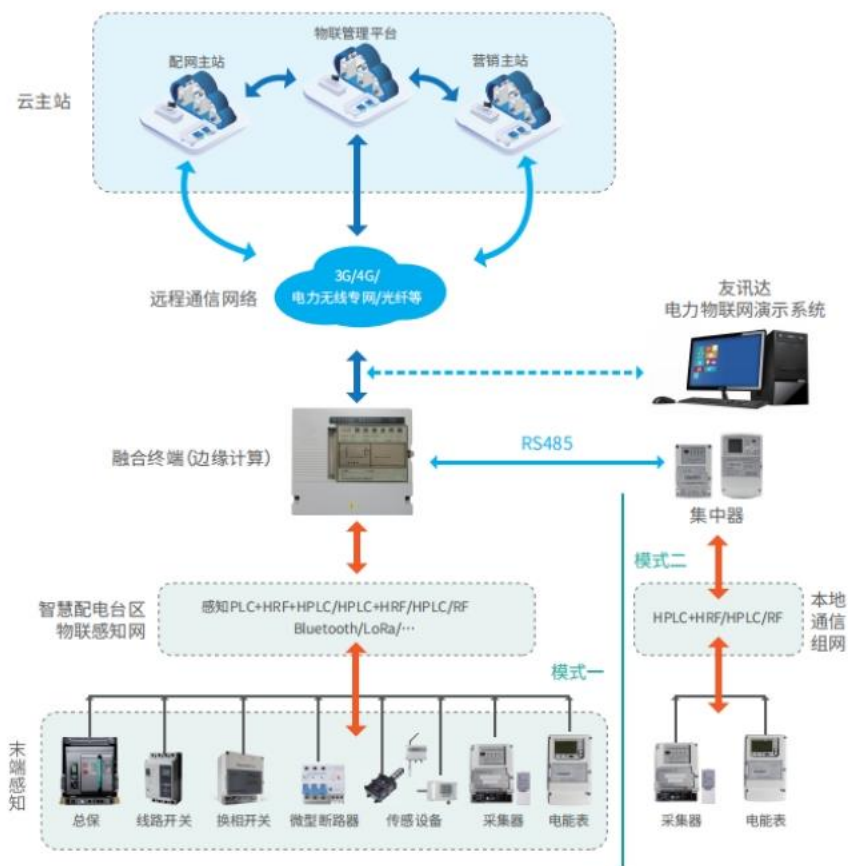 物联管理平台
配网主站
营销主站
云主站
3G/4G/
电力无线专网/光纤等
远程通信网络
友讯达
电力物联网演示系统
RS485
融合终端(边缘计算)
集中器
模式二
智慧配电台区
物联感知网
感知PLC+HRF+HPLC/HPLC+HRF/HPLC/RF
Bluetooth/LoRa/…
HPLC+HRF/HPLC/RF
本地
通信
组网
模式一
末端感知
总保
线路开关
换相开关
微型断路器
传感设备
采集器
电能表
采集器
电能表